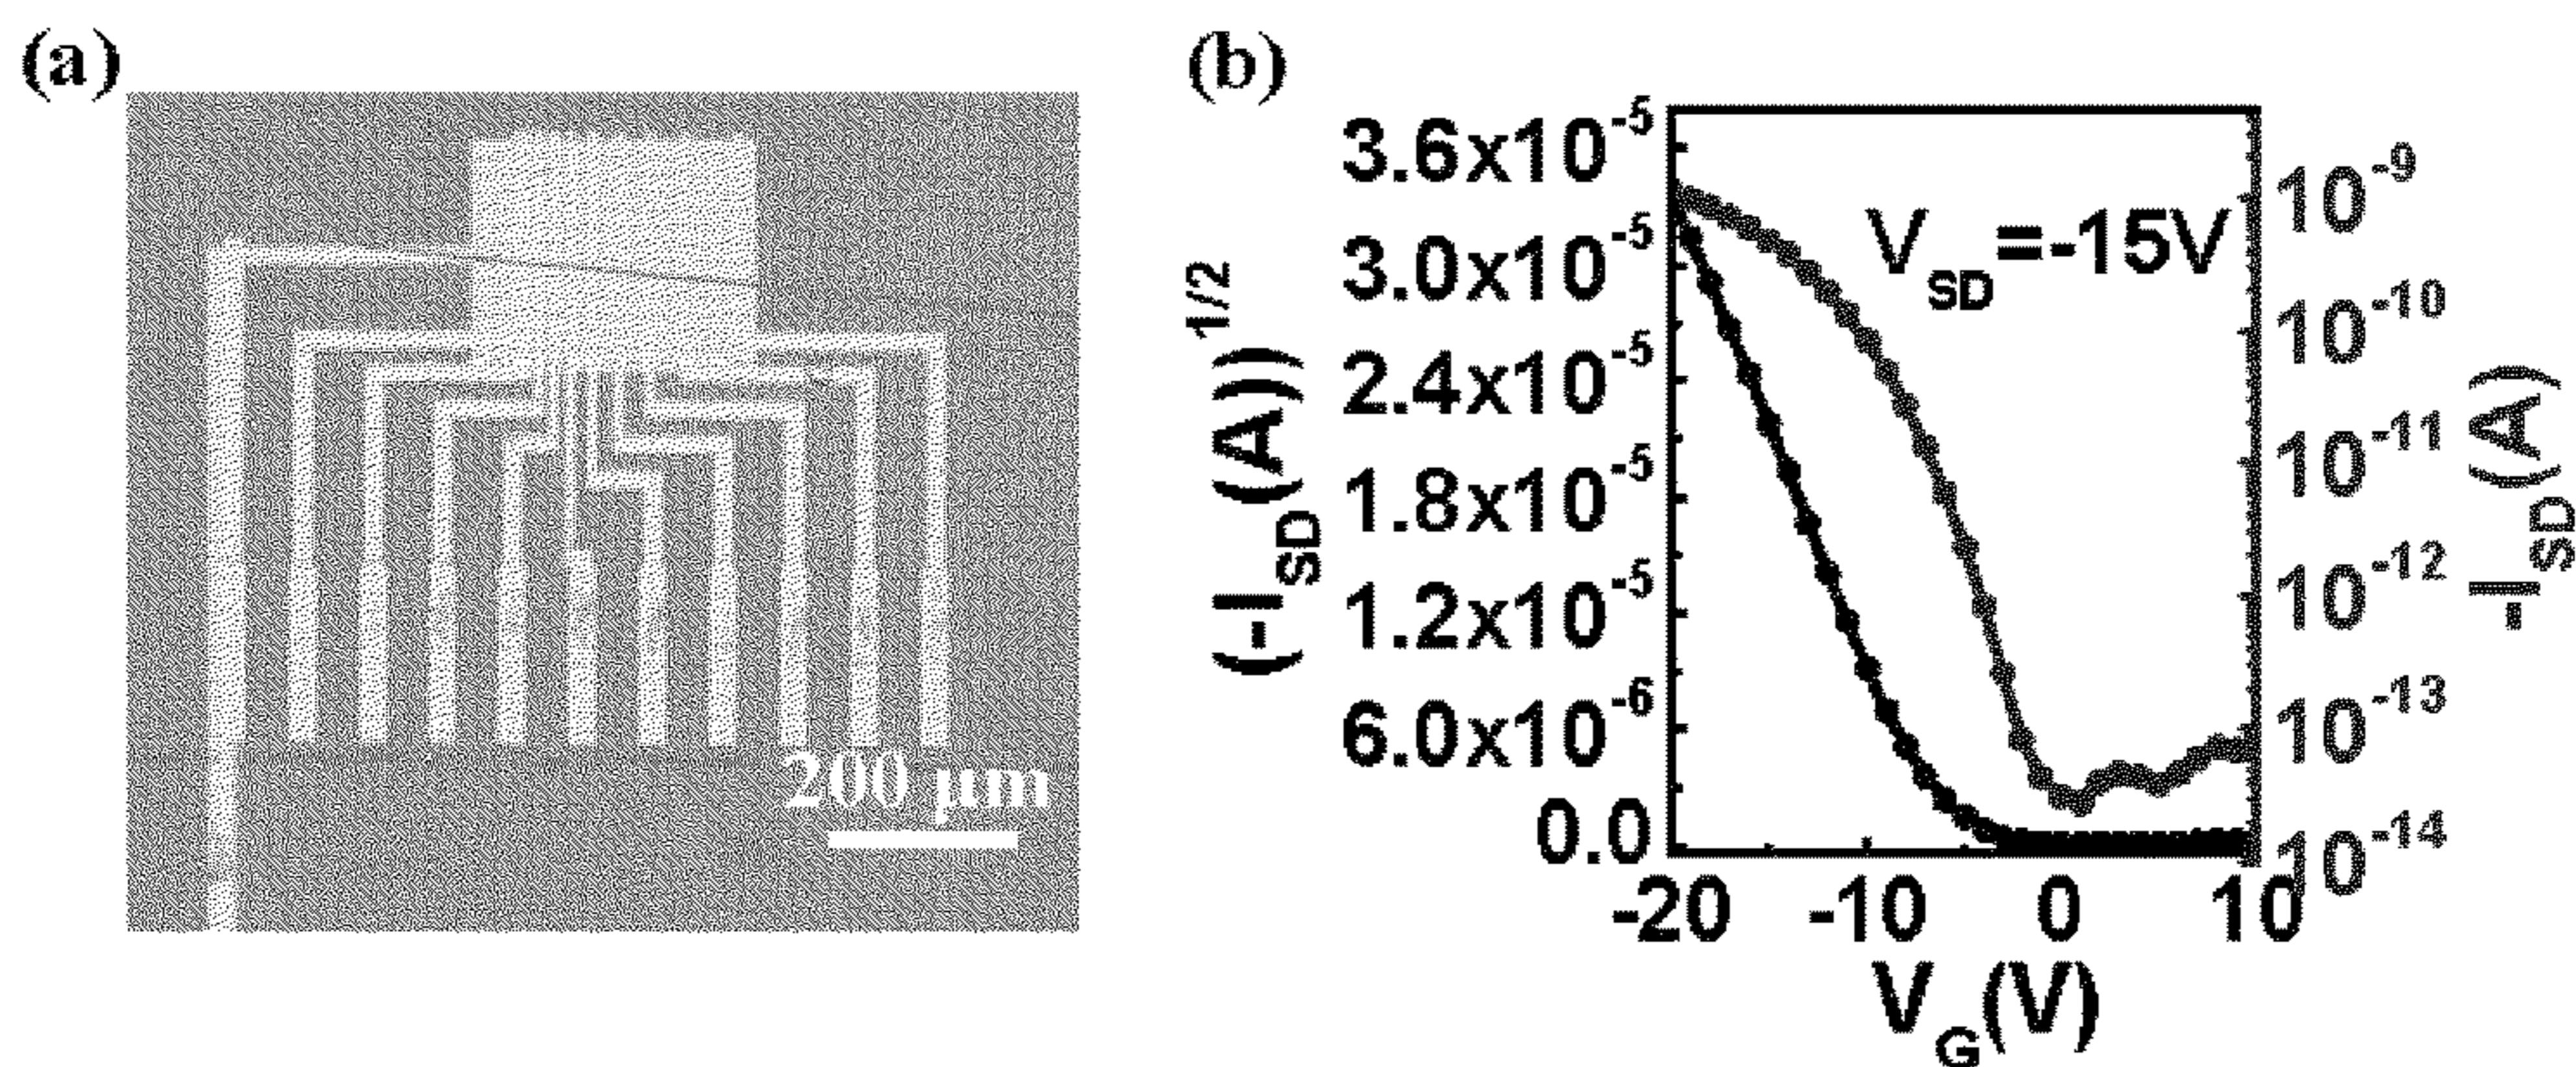 (a)
200 μm
(b)
(-I_SD(A))^1/2
3.6x10^-5
3.0x10^-5
2.4x10^-5
1.8x10^-5
1.2x10^-5
6.0x10^-6
0.0
V_SD=-15V
10^-9
10^-10
10^-11
10^-12
10^-13
10^-14
-I_SD(A)
-20 -10 0 10
V_G(V)